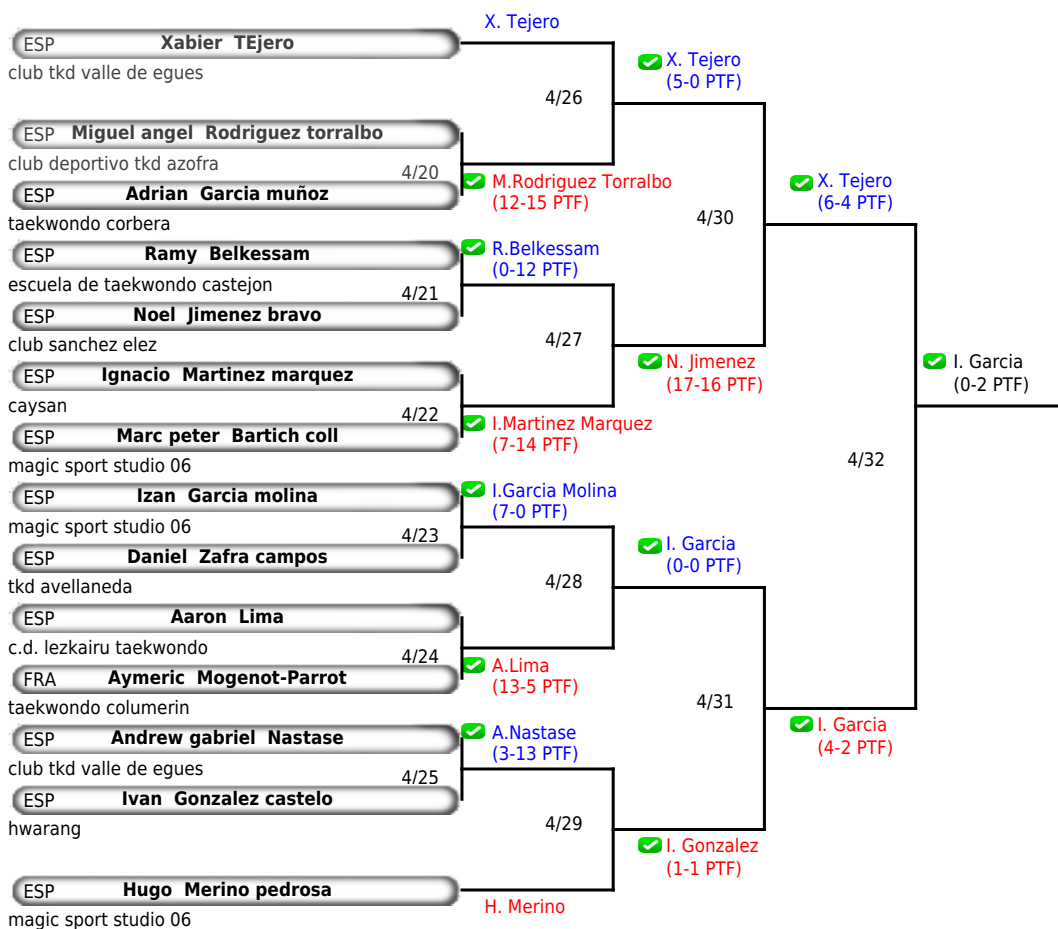 X. Tejero
ESP Xabier TEjero
club tkd valle de egues
X. Tejero
(5-0 PTF)
4/26
ESP Miguel angel Rodriguez torralbo
club deportivo tkd azofra
4/20
M.Rodriguez Torralbo
(12-15 PTF)
ESP Adrian Garcia muñoz
taekwondo corbera
X. Tejero
(6-4 PTF)
4/30
ESP Ramy Belkessam
R.Belkessam
(0-12 PTF)
escuela de taekwondo castejon
4/21
ESP Noel Jimenez bravo
club sanchez elez
4/27
N. Jimenez
(17-16 PTF)
I. Garcia
(0-2 PTF)
ESP Ignacio Martinez marquez
caysan
4/22
I.Martinez Marquez
(7-14 PTF)
ESP Marc peter Bartich coll
magic sport studio 06
4/32
ESP Izan Garcia molina
I.Garcia Molina
(7-0 PTF)
magic sport studio 06
4/23
ESP Daniel Zafra campos
tkd avellaneda
I. Garcia
(0-0 PTF)
4/28
ESP Aaron Lima
c.d. lezkairu taekwondo
4/24
A.Lima
(13-5 PTF)
FRA Aymeric Mogenot-Parrot
taekwondo columerin
4/31
I. Garcia
(4-2 PTF)
ESP Andrew gabriel Nastase
A.Nastase
(3-13 PTF)
club tkd valle de egues
4/25
ESP Ivan Gonzalez castelo
hwarang
4/29
I. Gonzalez
(1-1 PTF)
ESP Hugo Merino pedrosa
H. Merino
magic sport studio 06